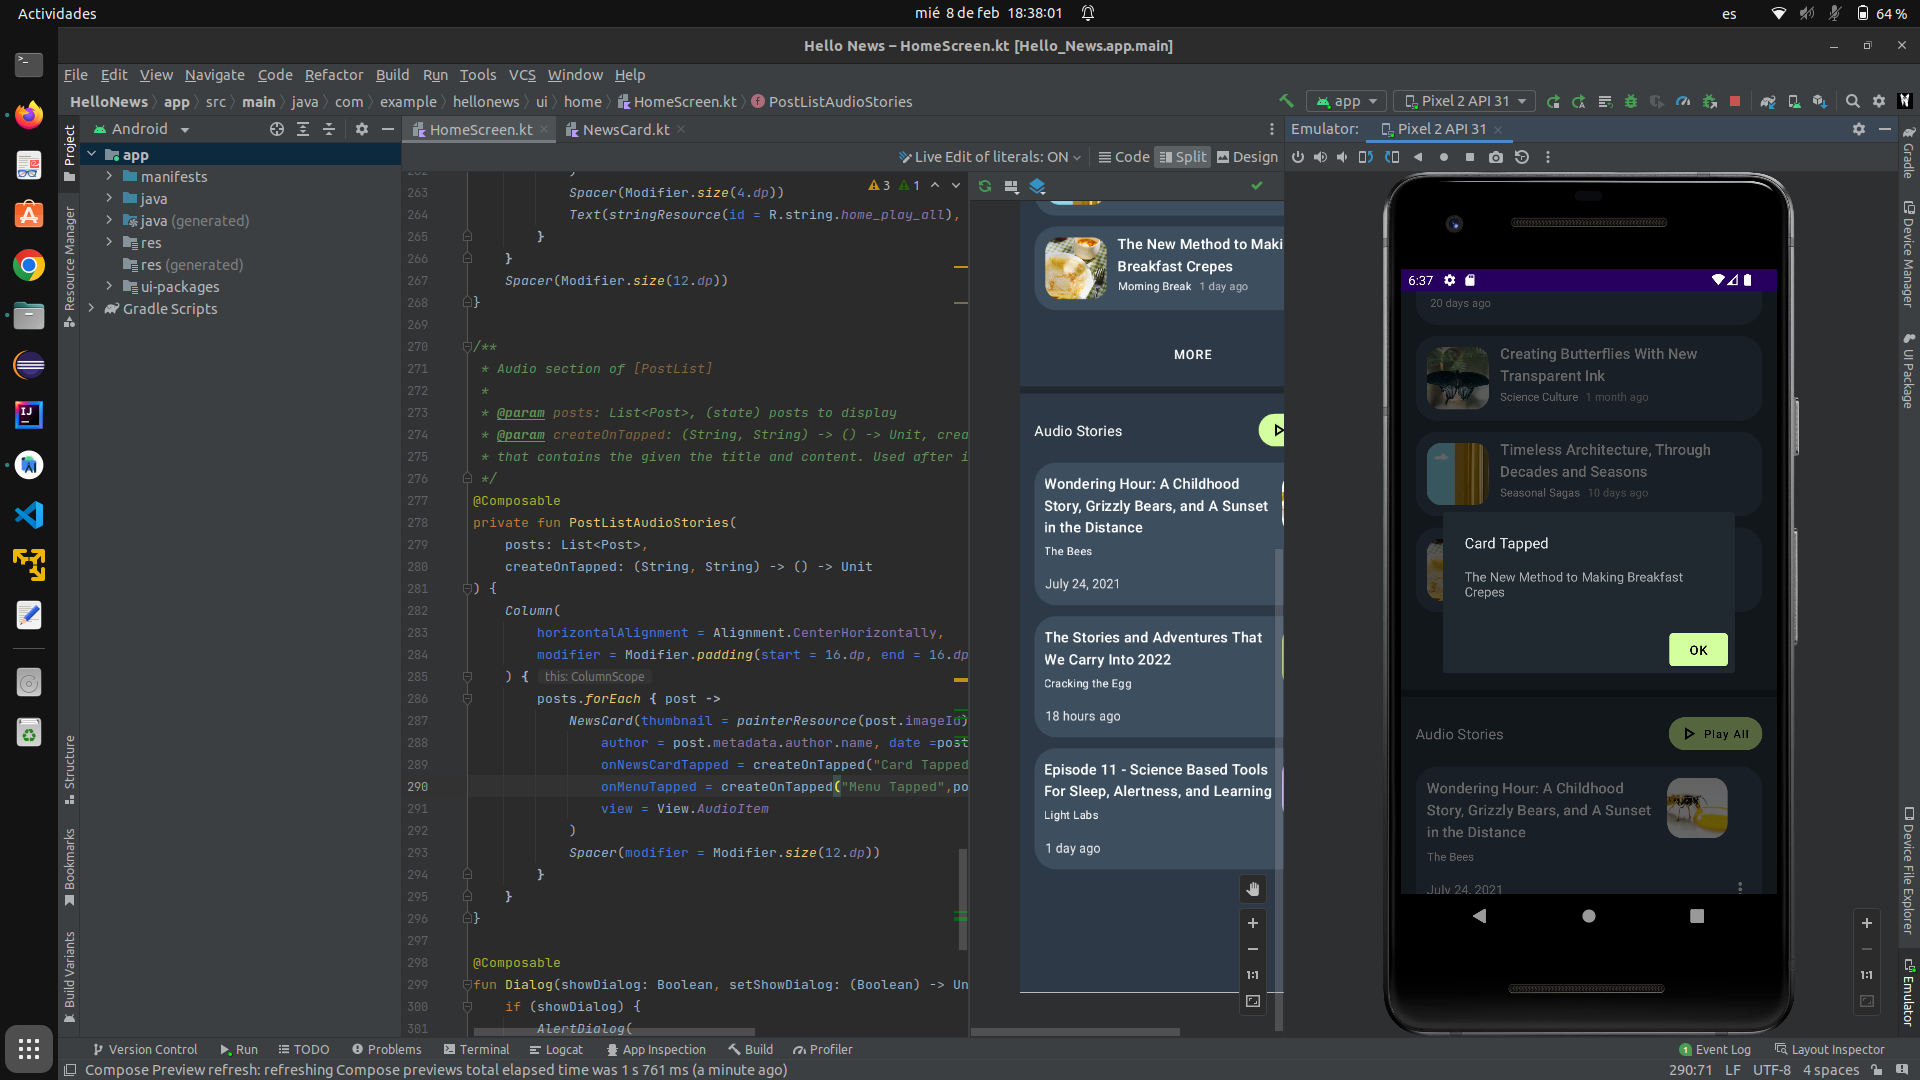 Actividades
mié 8 de feb 18:38:01
es
64 %
Hello News – HomeScreen.kt [Hello_News.app.main]
File Edit View Navigate Code Refactor Build Run Tools VCS Window Help
HelloNews app src main java com example hellonews ui home HomeScreen.kt PostListAudioStories
app
Pixel 2 API 31
Project
Resource Manager
Structure
Bookmarks
Build Variants
Android
app
manifests
java
java (generated)
res
res (generated)
ui-packages
Gradle Scripts
HomeScreen.kt
NewsCard.kt
Live Edit of literals: ON
Code
Split
Design
3
1
263 Spacer(Modifier.size(4.dp))
264 Text(stringResource(id = R.string.home_play_all),
265 }
266 }
267 Spacer(Modifier.size(12.dp))
268 }
269
270 /**
271 * Audio section of [PostList]
272 *
273 * @param posts: List<Post>, (state) posts to display
274 * @param createOnTapped: (String, String) -> () -> Unit, crea
275 * that contains the given the title and content. Used after i
276 */
277 @Composable
278 private fun PostListAudioStories(
279 posts: List<Post>,
280 createOnTapped: (String, String) -> () -> Unit
281 ) {
282 Column(
283 horizontalAlignment = Alignment.CenterHorizontally,
284 modifier = Modifier.padding(start = 16.dp, end = 16.dp
285 ) { this: ColumnScope
286 posts.forEach { post ->
287 NewsCard(thumbnail = painterResource(post.imageId)
288 author = post.metadata.author.name, date =post
289 onNewsCardTapped = createOnTapped("Card Tapped
290 onMenuTapped = createOnTapped("Menu Tapped",po
291 view = View.AudioItem
292 )
293 Spacer(modifier = Modifier.size(12.dp))
294 }
295 }
296 }
297
298 @Composable
299 fun Dialog(showDialog: Boolean, setShowDialog: (Boolean) -> Un
300 if (showDialog) {
301 AlertDialog(
The New Method to Maki
Breakfast Crepes
Morning Break 1 day ago
MORE
Audio Stories
Wondering Hour: A Childhood
Story, Grizzly Bears, and A Sunset
in the Distance
The Bees
July 24, 2021
The Stories and Adventures That
We Carry Into 2022
Cracking the Egg
18 hours ago
Episode 11 - Science Based Tools
For Sleep, Alertness, and Learning
Light Labs
1 day ago
1:1
Emulator:
Pixel 2 API 31
6:37
20 days ago
Creating Butterflies With New
Transparent Ink
Science Culture 1 month ago
Timeless Architecture, Through
Decades and Seasons
Seasonal Sagas 10 days ago
Card Tapped
The New Method to Making Breakfast
Crepes
OK
Audio Stories
Play All
Wondering Hour: A Childhood
Story, Grizzly Bears, and A Sunset
in the Distance
The Bees
July 24, 2021
1:1
Gradle
Device Manager
UI Package
Device File Explorer
Emulator
Version Control Run TODO Problems Terminal Logcat App Inspection Build Profiler
1 Event Log
Layout Inspector
Compose Preview refresh: refreshing Compose previews total elapsed time was 1 s 761 ms (a minute ago)
290:71 LF UTF-8 4 spaces